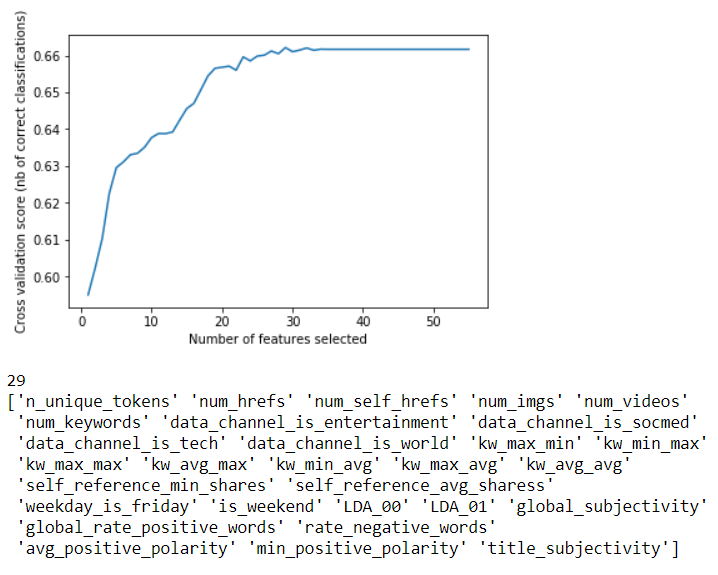 Cross validation score (nb of correct classifications)
0.66
0.65
0.64
0.63
0.62
0.61
0.60
0 10 20 30 40 50
Number of features selected
29
['n_unique_tokens' 'num_hrefs' 'num_self_hrefs' 'num_imgs' 'num_videos'
'num_keywords' 'data_channel_is_entertainment' 'data_channel_is_socmed'
'data_channel_is_tech' 'data_channel_is_world' 'kw_max_min' 'kw_min_max'
'kw_max_max' 'kw_avg_max' 'kw_min_avg' 'kw_max_avg' 'kw_avg_avg'
'self_reference_min_shares' 'self_reference_avg_sharess'
'weekday_is_friday' 'is_weekend' 'LDA_00' 'LDA_01' 'global_subjectivity'
'global_rate_positive_words' 'rate_negative_words'
'avg_positive_polarity' 'min_positive_polarity' 'title_subjectivity']